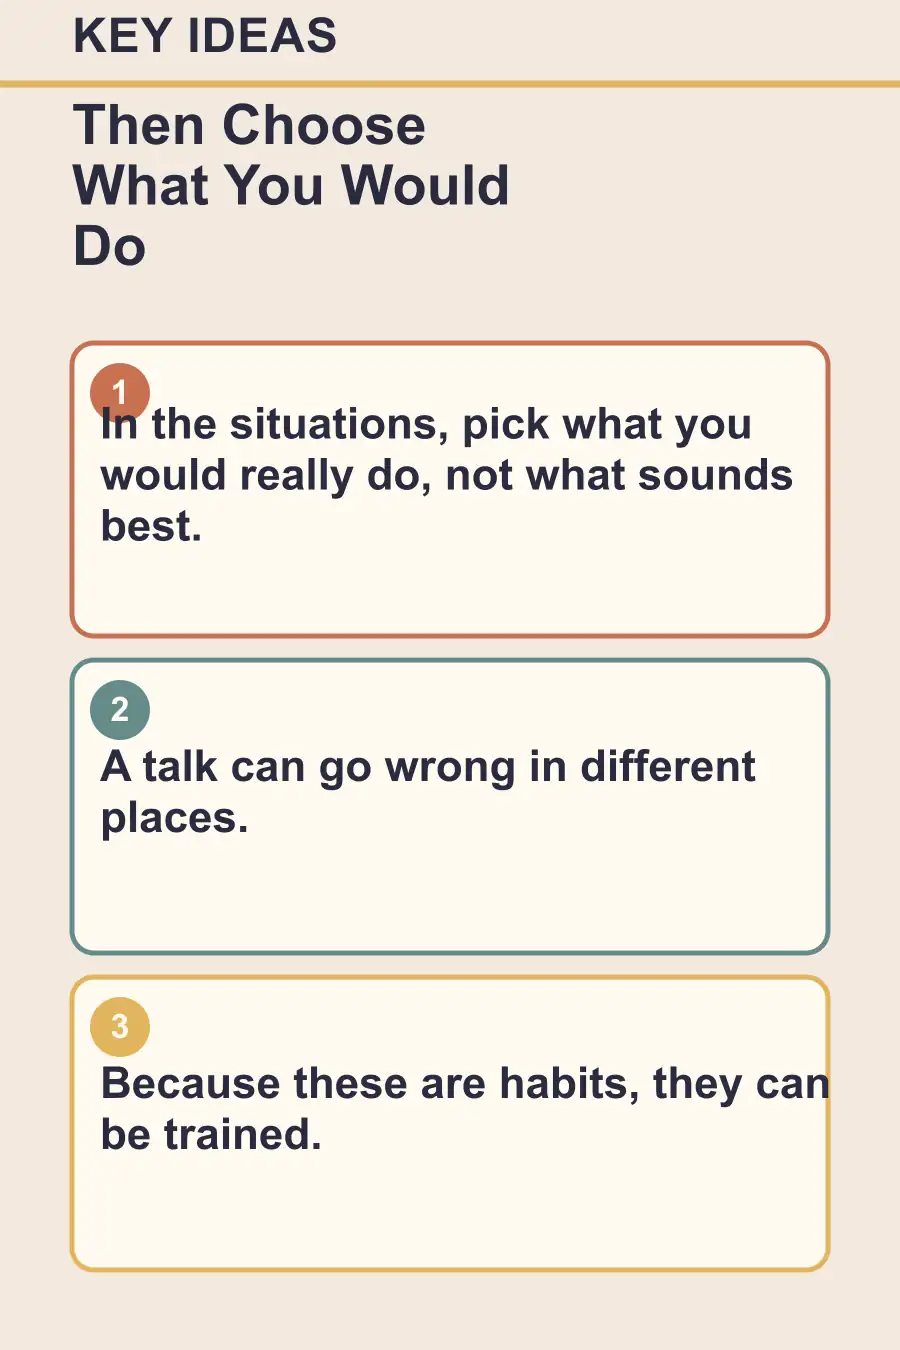 KEY IDEAS
Then Choose
What You Would
Do
1
In the situations, pick what you
would really do, not what sounds
best.
2
A talk can go wrong in different
places.
3
Because these are habits, they can
be trained.